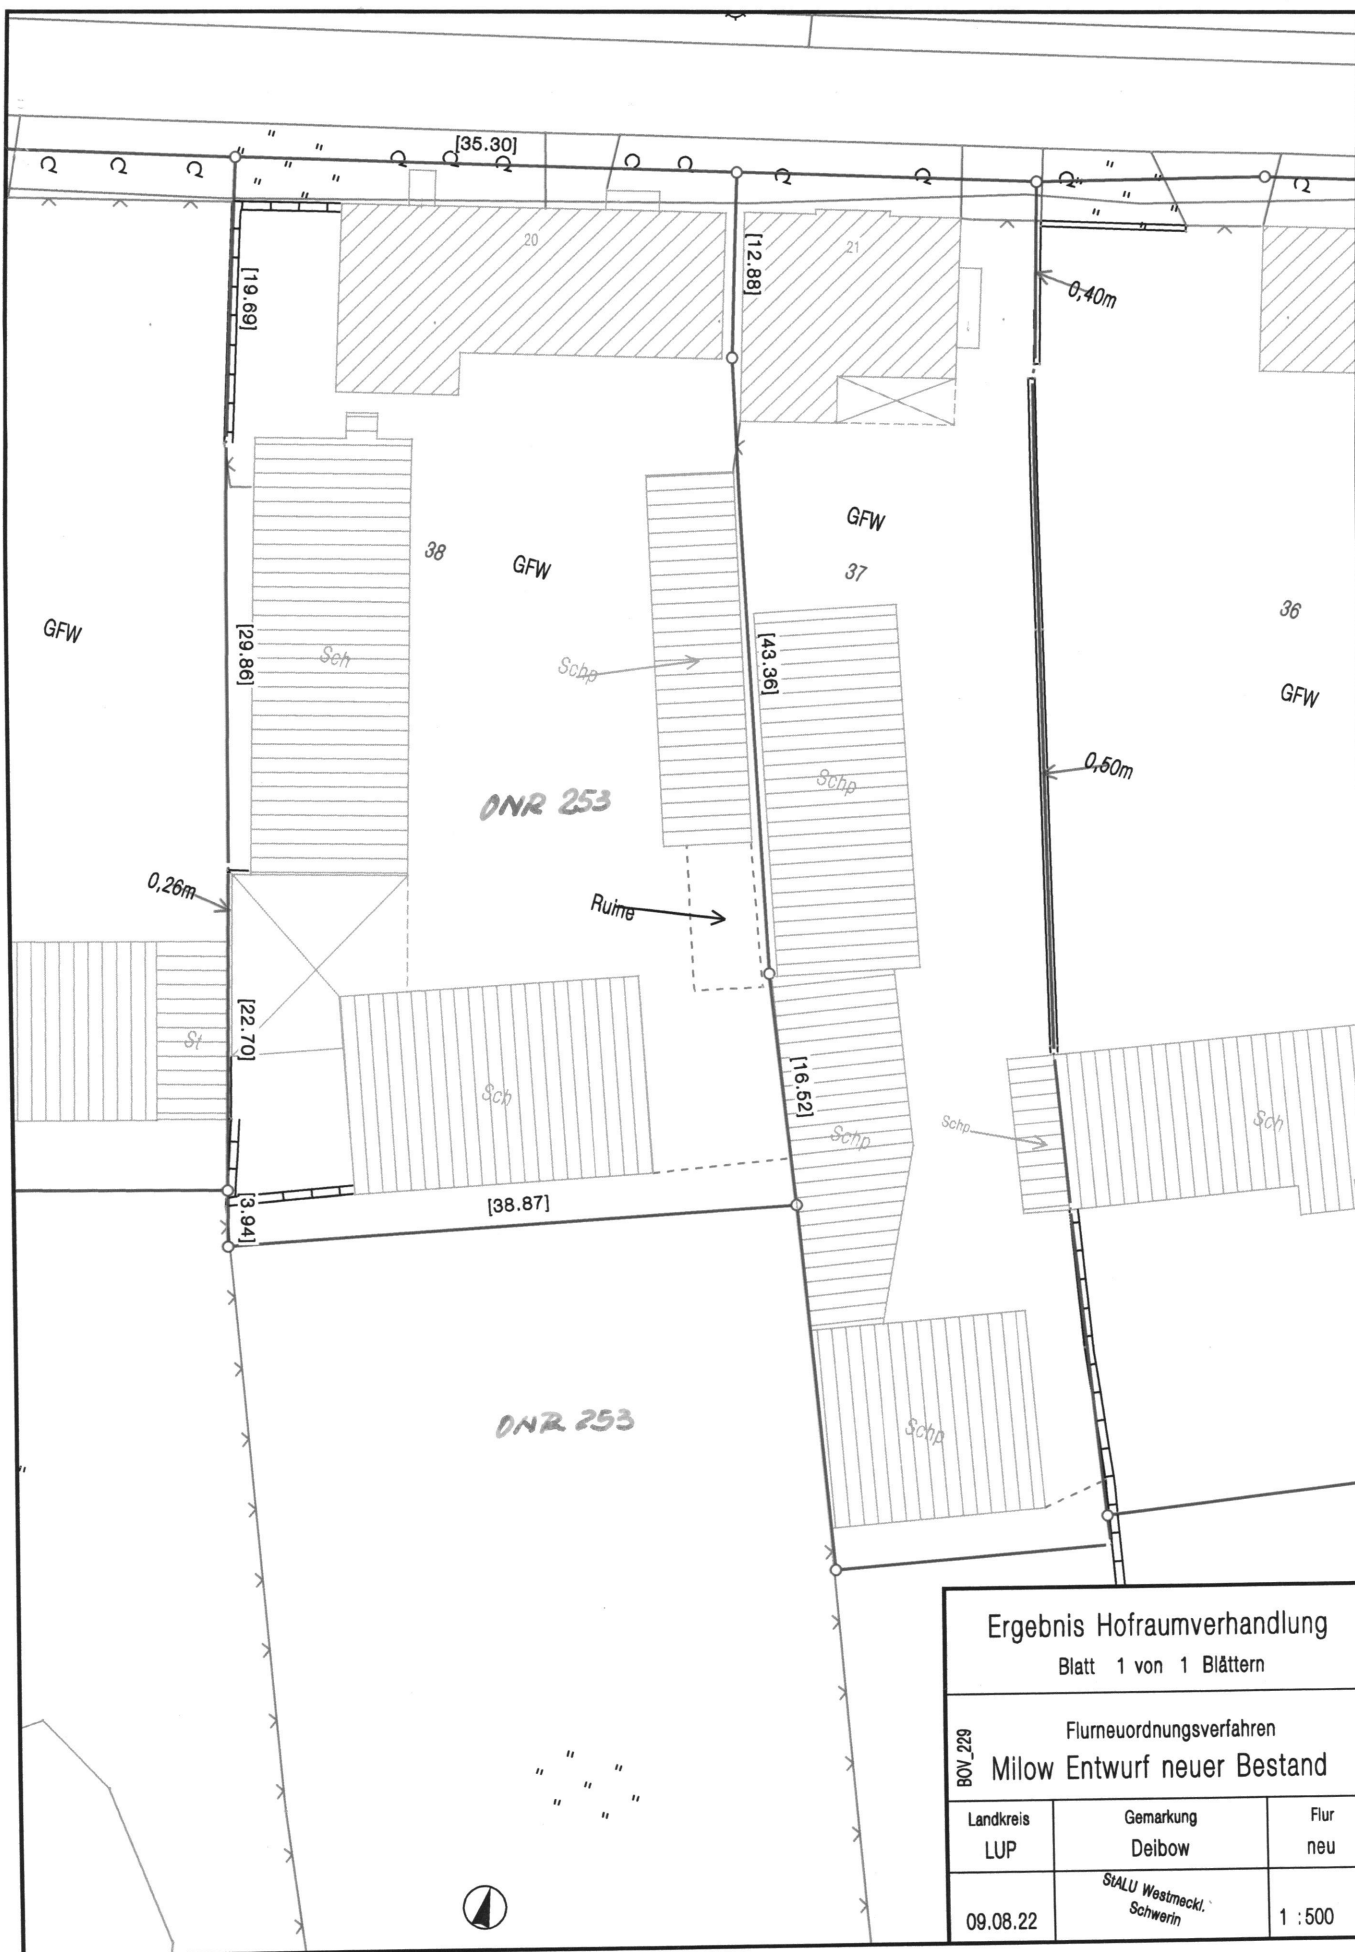 [35.30]
20
[12.88]
21
[19.69]
0,40m
38
GFW
GFW
37
36
GFW
[29.86]
Sch
Schp
[43.36]
GFW
Schp
0,50m
ONR 253
0,26m
Ruine
St
[22.70]
Sch
[16.52]
Schp
Schp
Sch
[3.94]
[38.87]
ONR 253
Schp
Ergebnis Hofraumverhandlung
Blatt 1 von 1 Blättern
BOV_229
Flurneuordnungsverfahren
Milow Entwurf neuer Bestand
Landkreis
LUP
Gemarkung
Deibow
Flur
neu
09.08.22
StALU Westmeckl.
Schwerin
1 :500